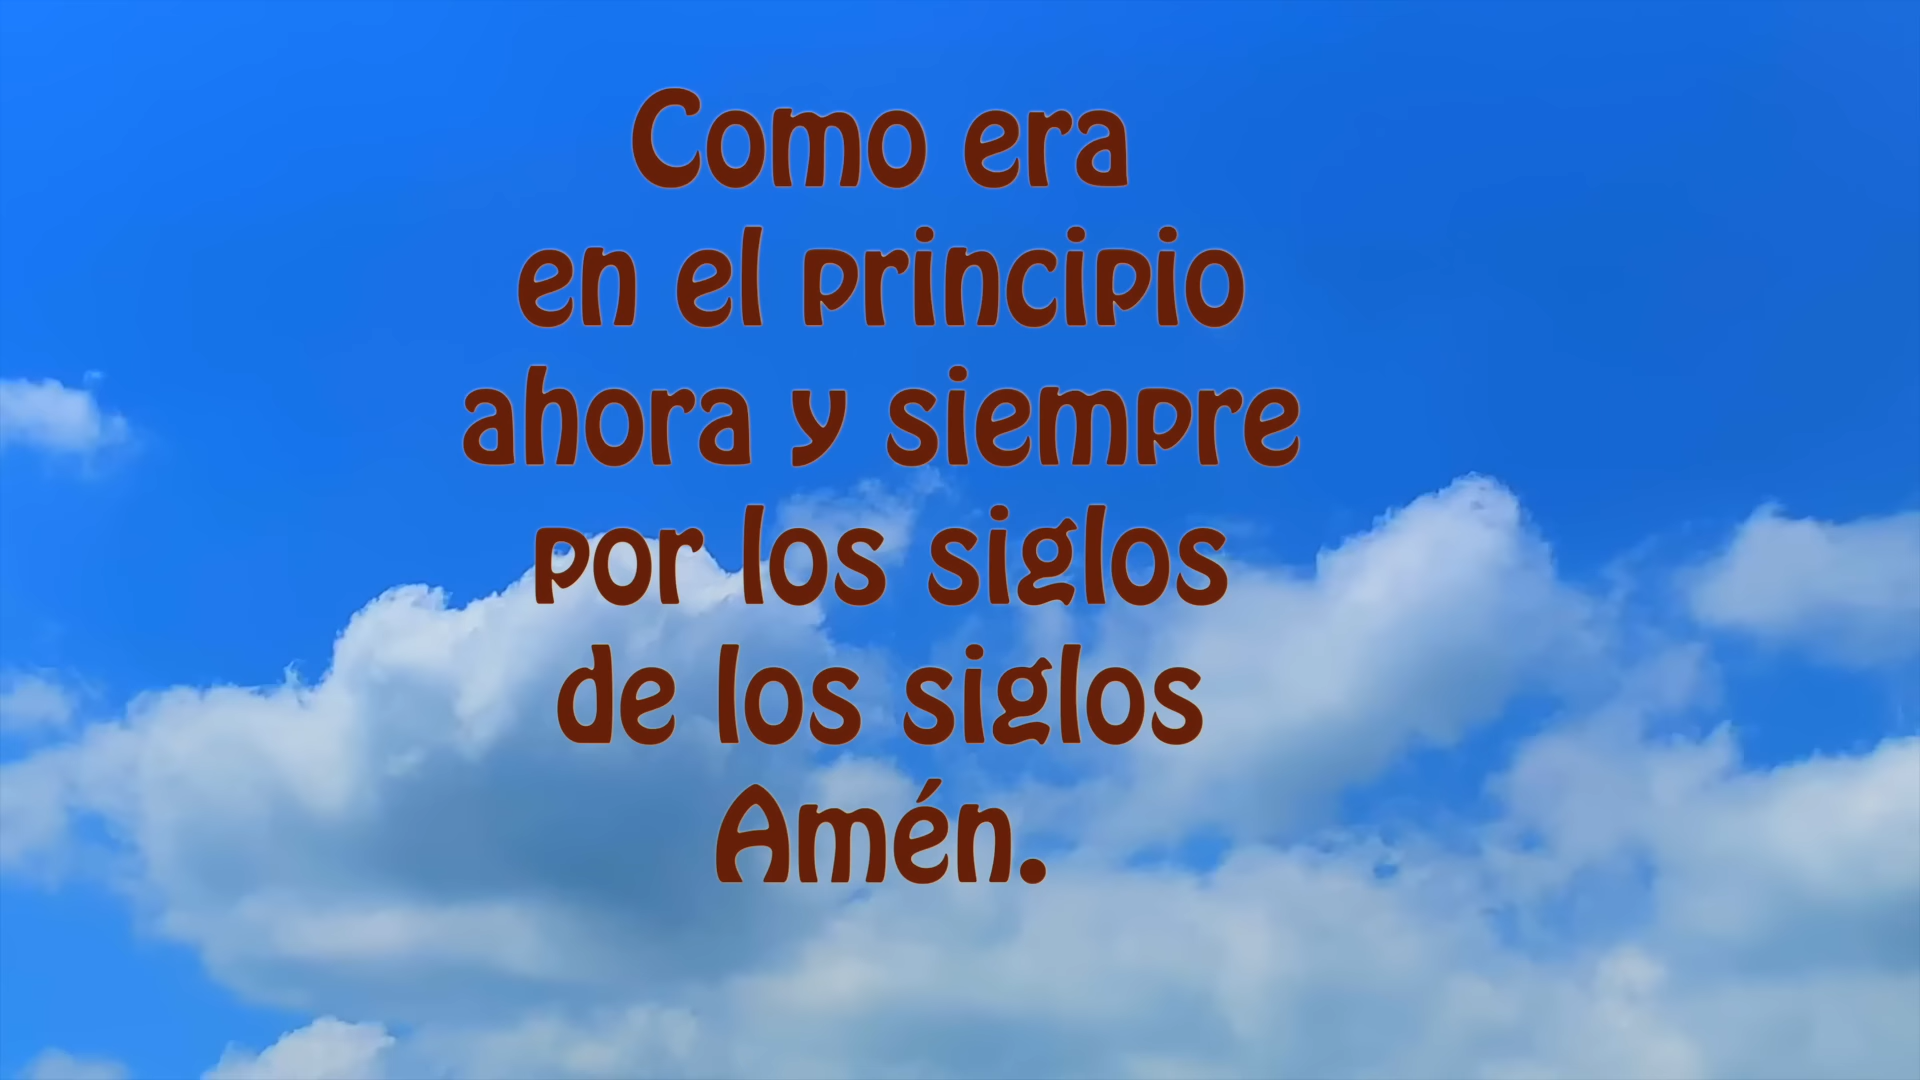 Como era
en el principio
ahora y siempre
por los siglos
de los siglos
Amén.